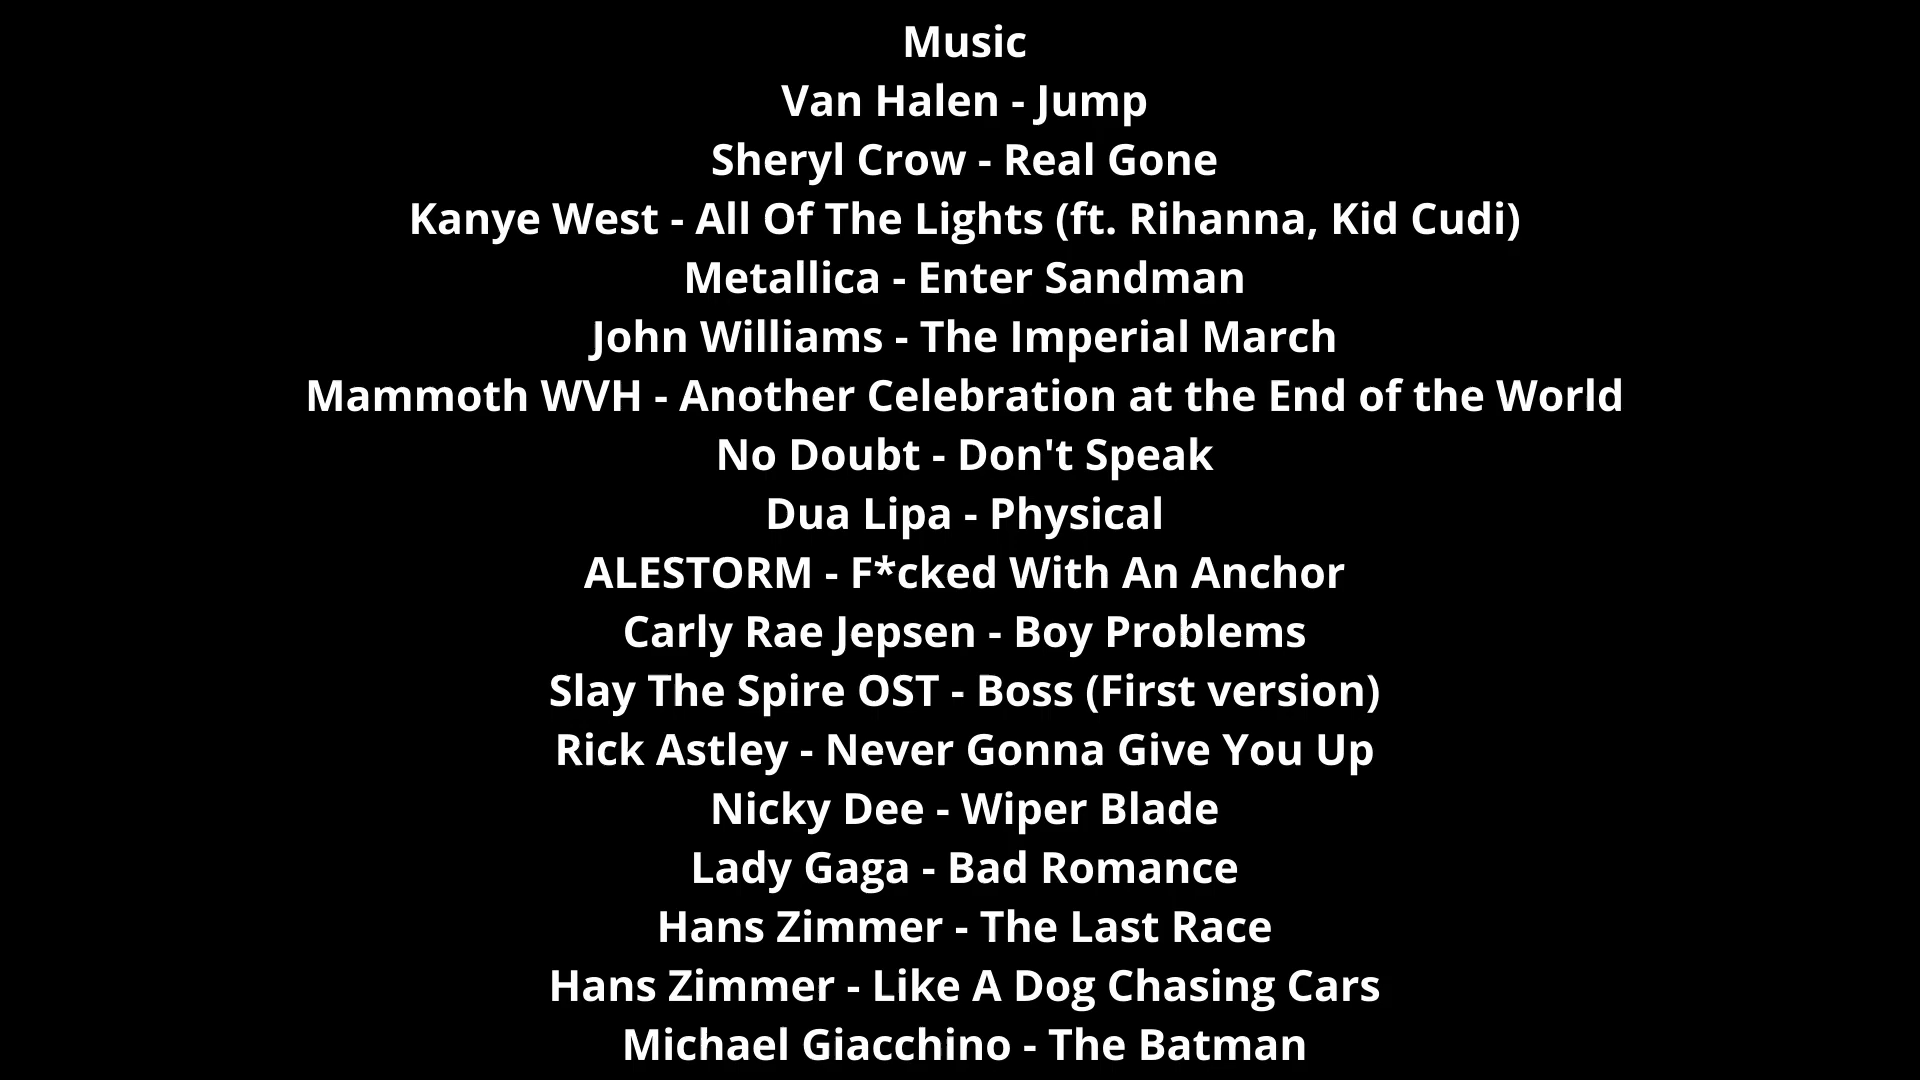 Music
Van Halen - Jump
Sheryl Crow - Real Gone
Kanye West - All Of The Lights (ft. Rihanna, Kid Cudi)
Metallica - Enter Sandman
John Williams - The Imperial March
Mammoth WVH - Another Celebration at the End of the World
No Doubt - Don't Speak
Dua Lipa - Physical
ALESTORM - F*cked With An Anchor
Carly Rae Jepsen - Boy Problems
Slay The Spire OST - Boss (First version)
Rick Astley - Never Gonna Give You Up
Nicky Dee - Wiper Blade
Lady Gaga - Bad Romance
Hans Zimmer - The Last Race
Hans Zimmer - Like A Dog Chasing Cars
Michael Giacchino - The Batman